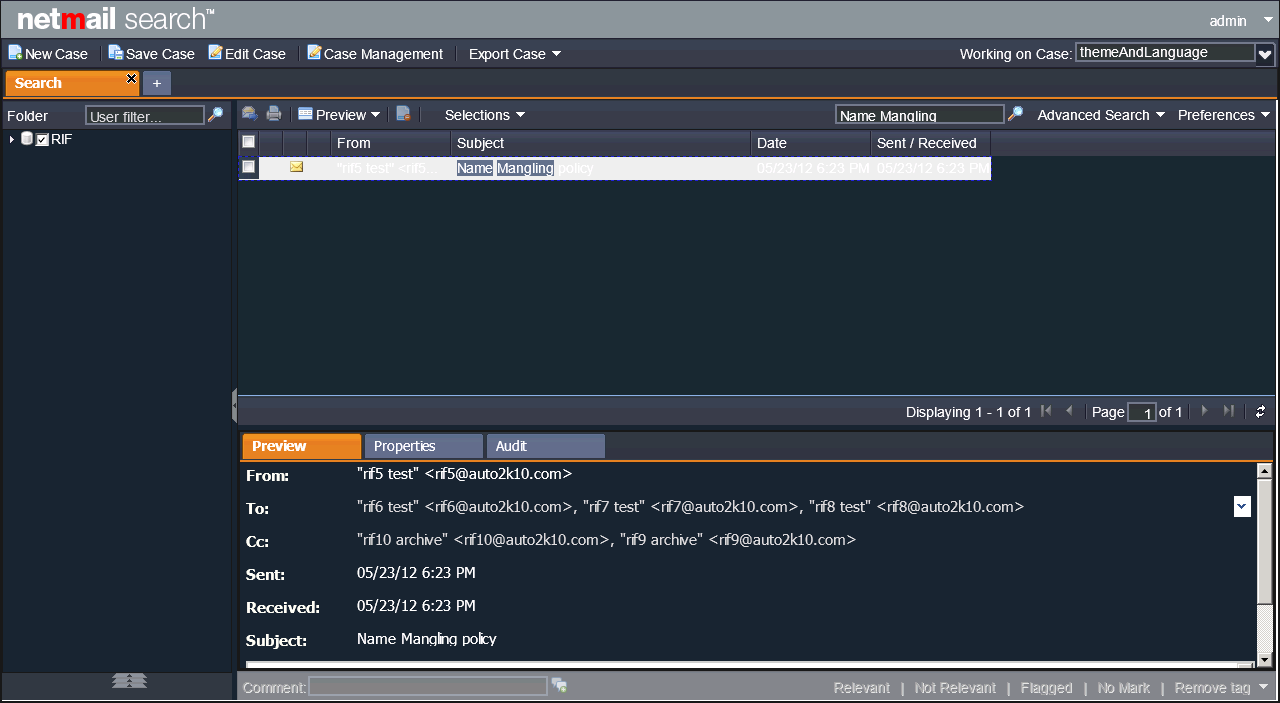 netmail search™
admin
New Case Save Case Edit Case Case Management Export Case Working on Case: themeAndLanguage
Search × +
Folder User filter... Preview Selections Name Mangling Advanced Search Preferences
RIF
From Subject Date Sent / Received
"rif5 test" <rif5... Name Mangling policy 05/23/12 6:23 PM 05/23/12 6:23 PM
Displaying 1 - 1 of 1 Page 1 of 1
Preview Properties Audit
From: "rif5 test" <rif5@auto2k10.com>
To: "rif6 test" <rif6@auto2k10.com>, "rif7 test" <rif7@auto2k10.com>, "rif8 test" <rif8@auto2k10.com>
Cc: "rif10 archive" <rif10@auto2k10.com>, "rif9 archive" <rif9@auto2k10.com>
Sent: 05/23/12 6:23 PM
Received: 05/23/12 6:23 PM
Subject: Name Mangling policy
Comment: Relevant | Not Relevant | Flagged | No Mark | Remove tag